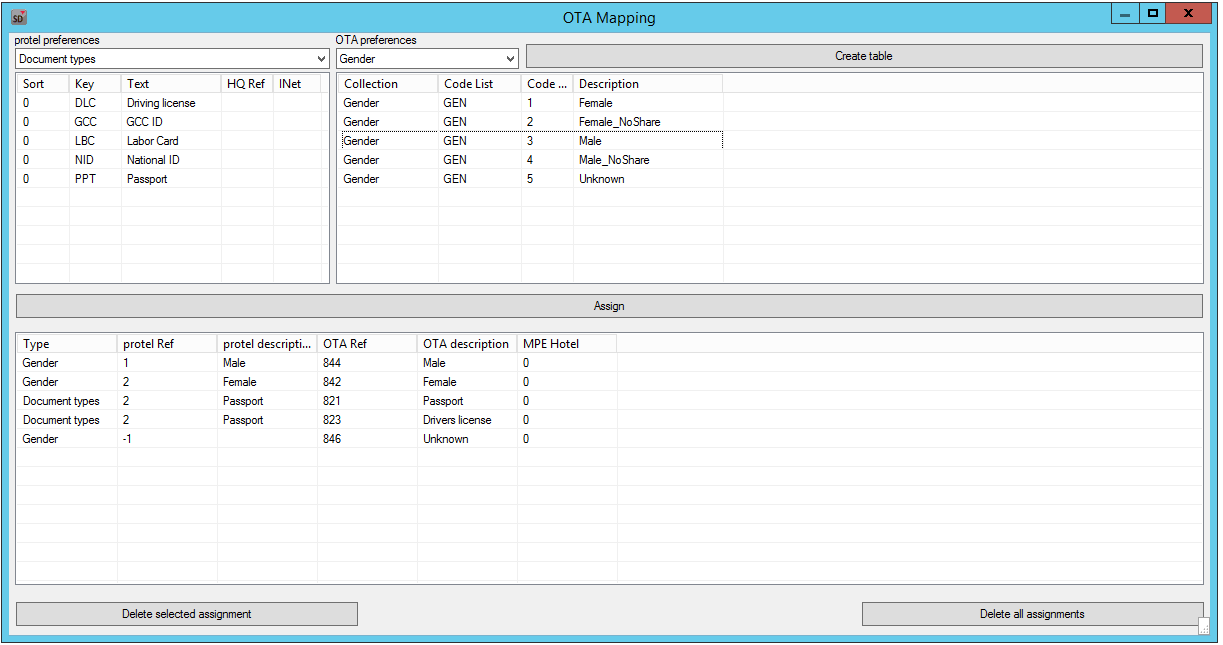 SD
OTA Mapping
protel preferences OTA preferences
Document types Gender Create table
Sort Key Text HQ Ref INet Collection Code List Code ... Description
0 DLC Driving license Gender GEN 1 Female
0 GCC GCC ID Gender GEN 2 Female_NoShare
0 LBC Labor Card Gender GEN 3 Male
0 NID National ID Gender GEN 4 Male_NoShare
0 PPT Passport Gender GEN 5 Unknown
Assign
Type protel Ref protel descripti... OTA Ref OTA description MPE Hotel
Gender 1 Male 844 Male 0
Gender 2 Female 842 Female 0
Document types 2 Passport 821 Passport 0
Document types 2 Passport 823 Drivers license 0
Gender -1 846 Unknown 0
Delete selected assignment Delete all assignments